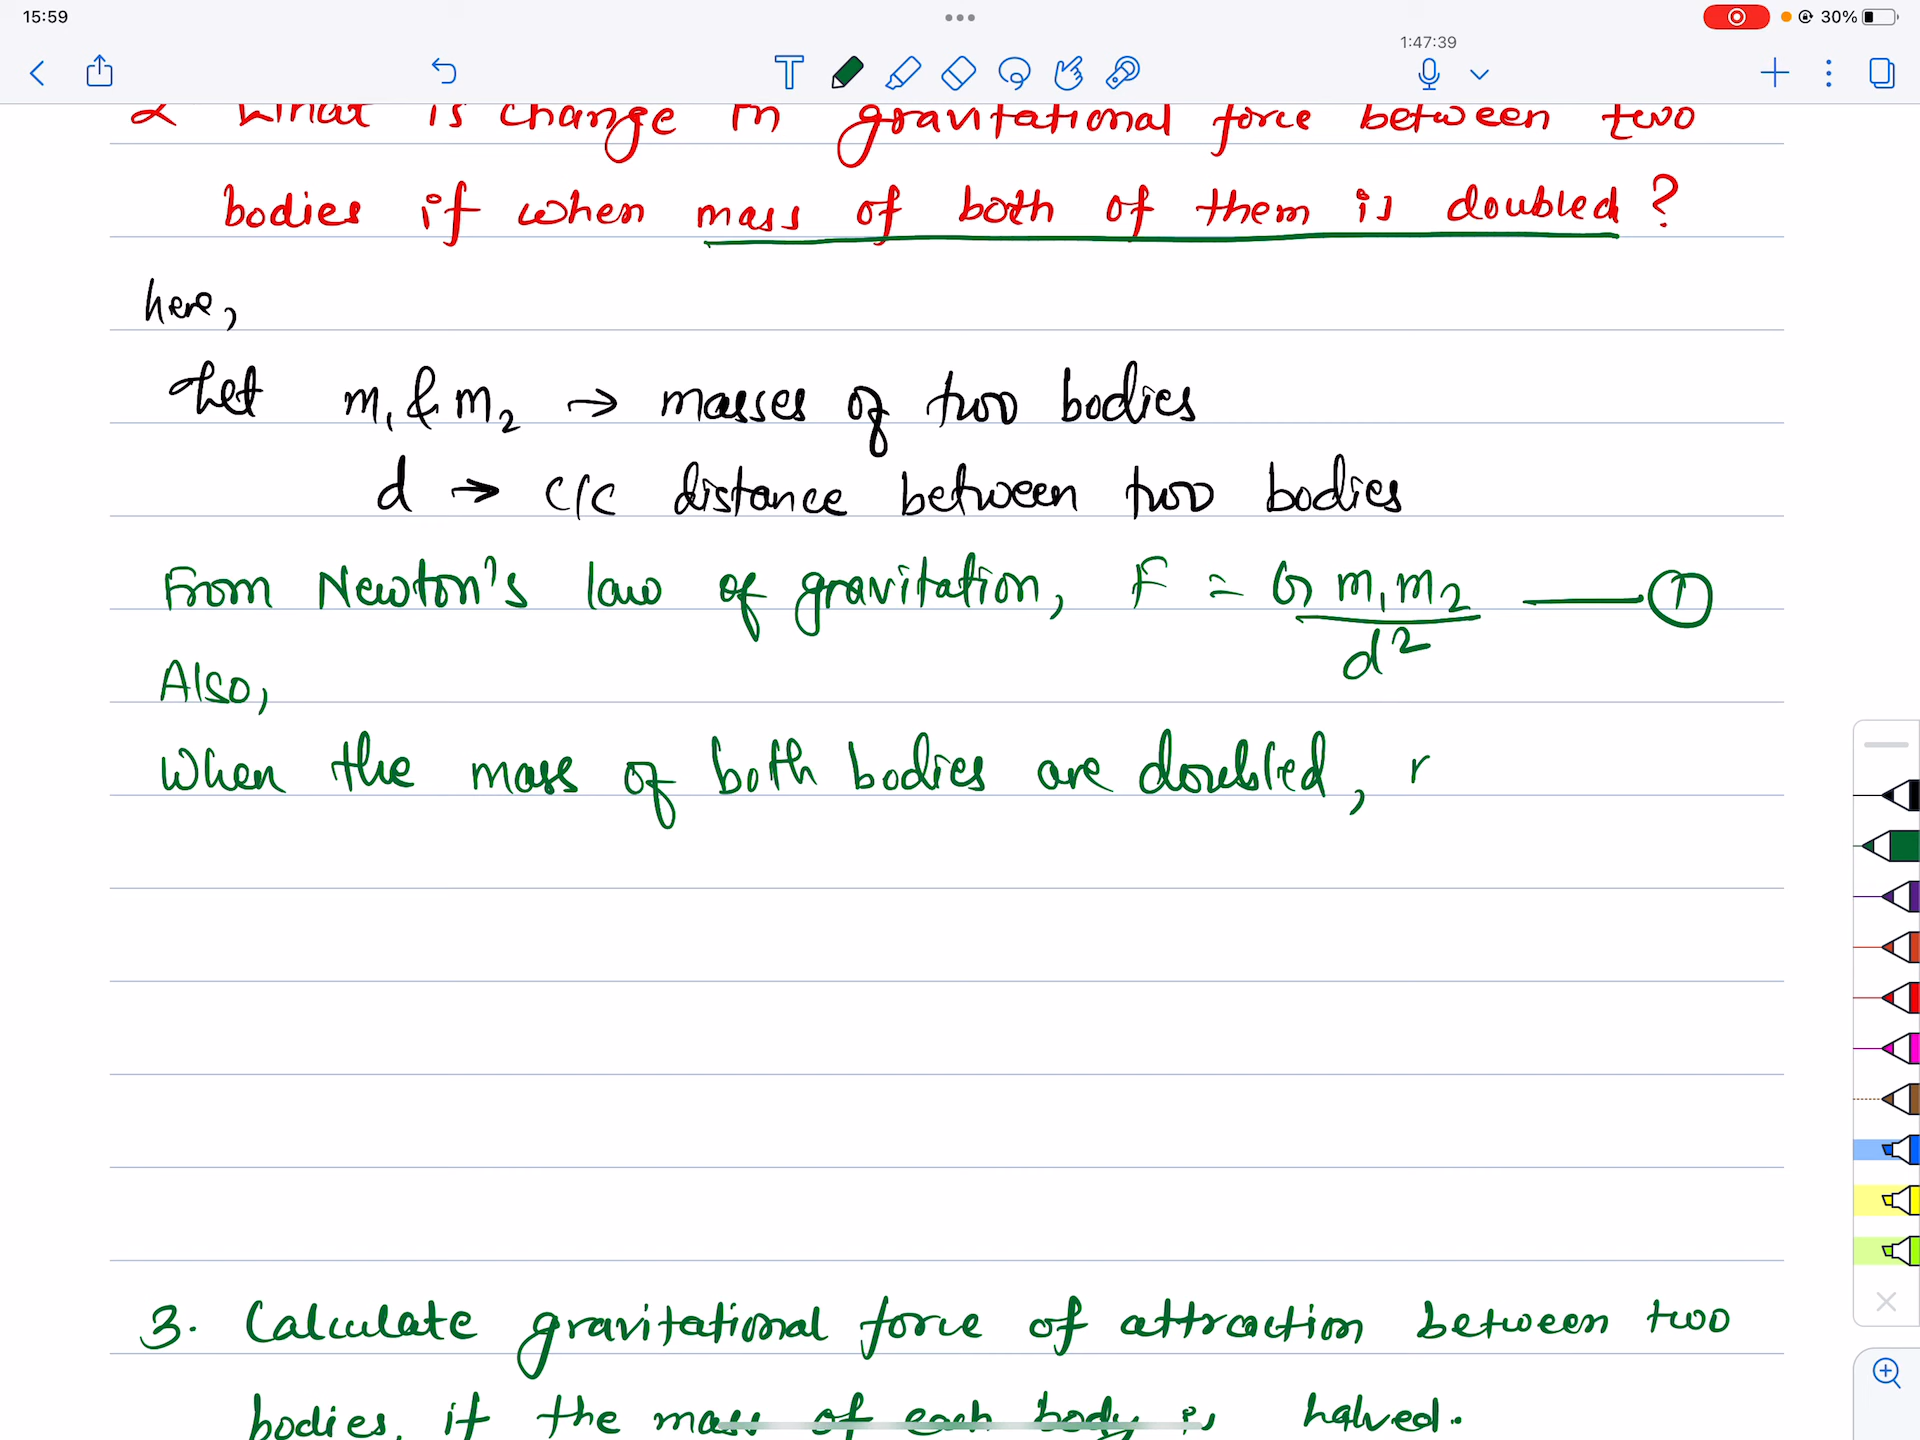 15:59
30%
1:47:39
2 What is change in gravitational force between two
bodies if when mass of both of them is doubled ?
here,
Let m₁ & m₂ → masses of two bodies
d → c/c distance between two bodies
From Newton's law of gravitation, F = G m₁ m₂ / d² —— ①
Also,
When the mass of both bodies are doubled, r
3. Calculate gravitational force of attraction between two
bodies, if the mass of each body is halved.